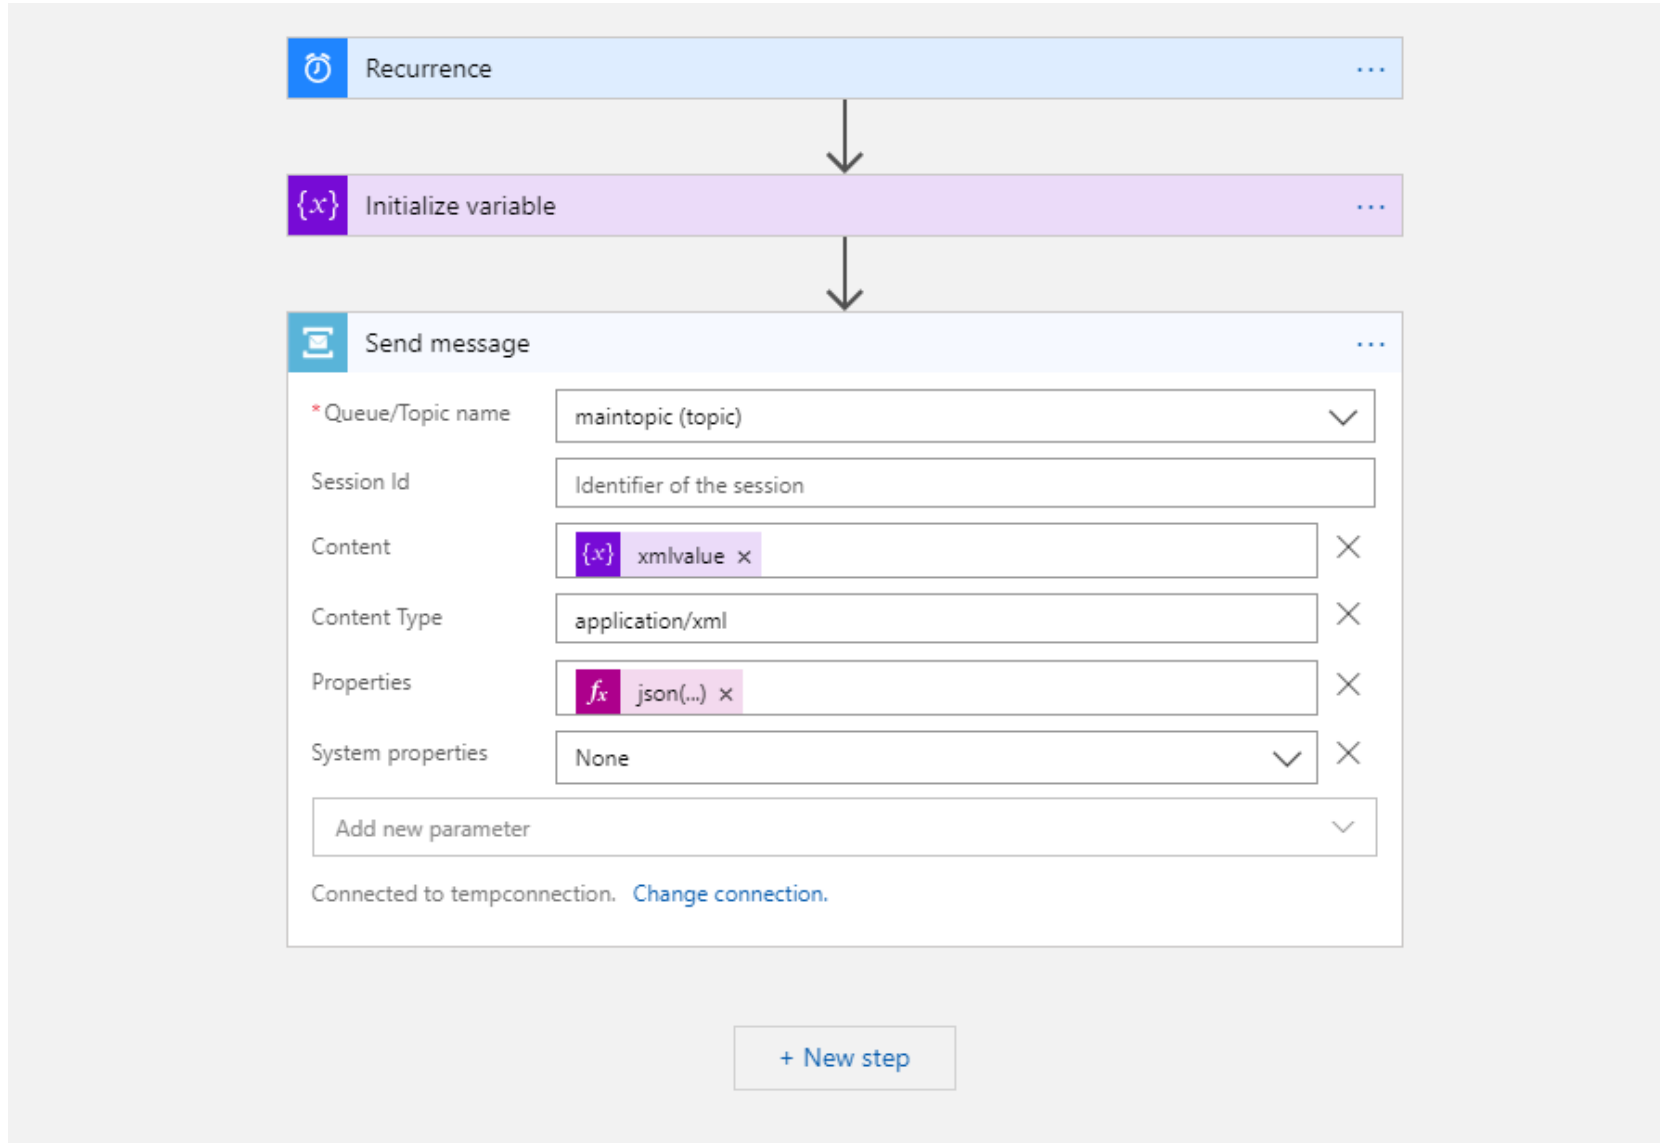 Recurrence
...
{x} Initialize variable
...
Send message
...
* Queue/Topic name
maintopic (topic)
Session Id
Identifier of the session
Content
{x} xmlvalue ×
Content Type
application/xml
Properties
fx json(...) ×
System properties
None
Add new parameter
Connected to tempconnection. Change connection.
+ New step